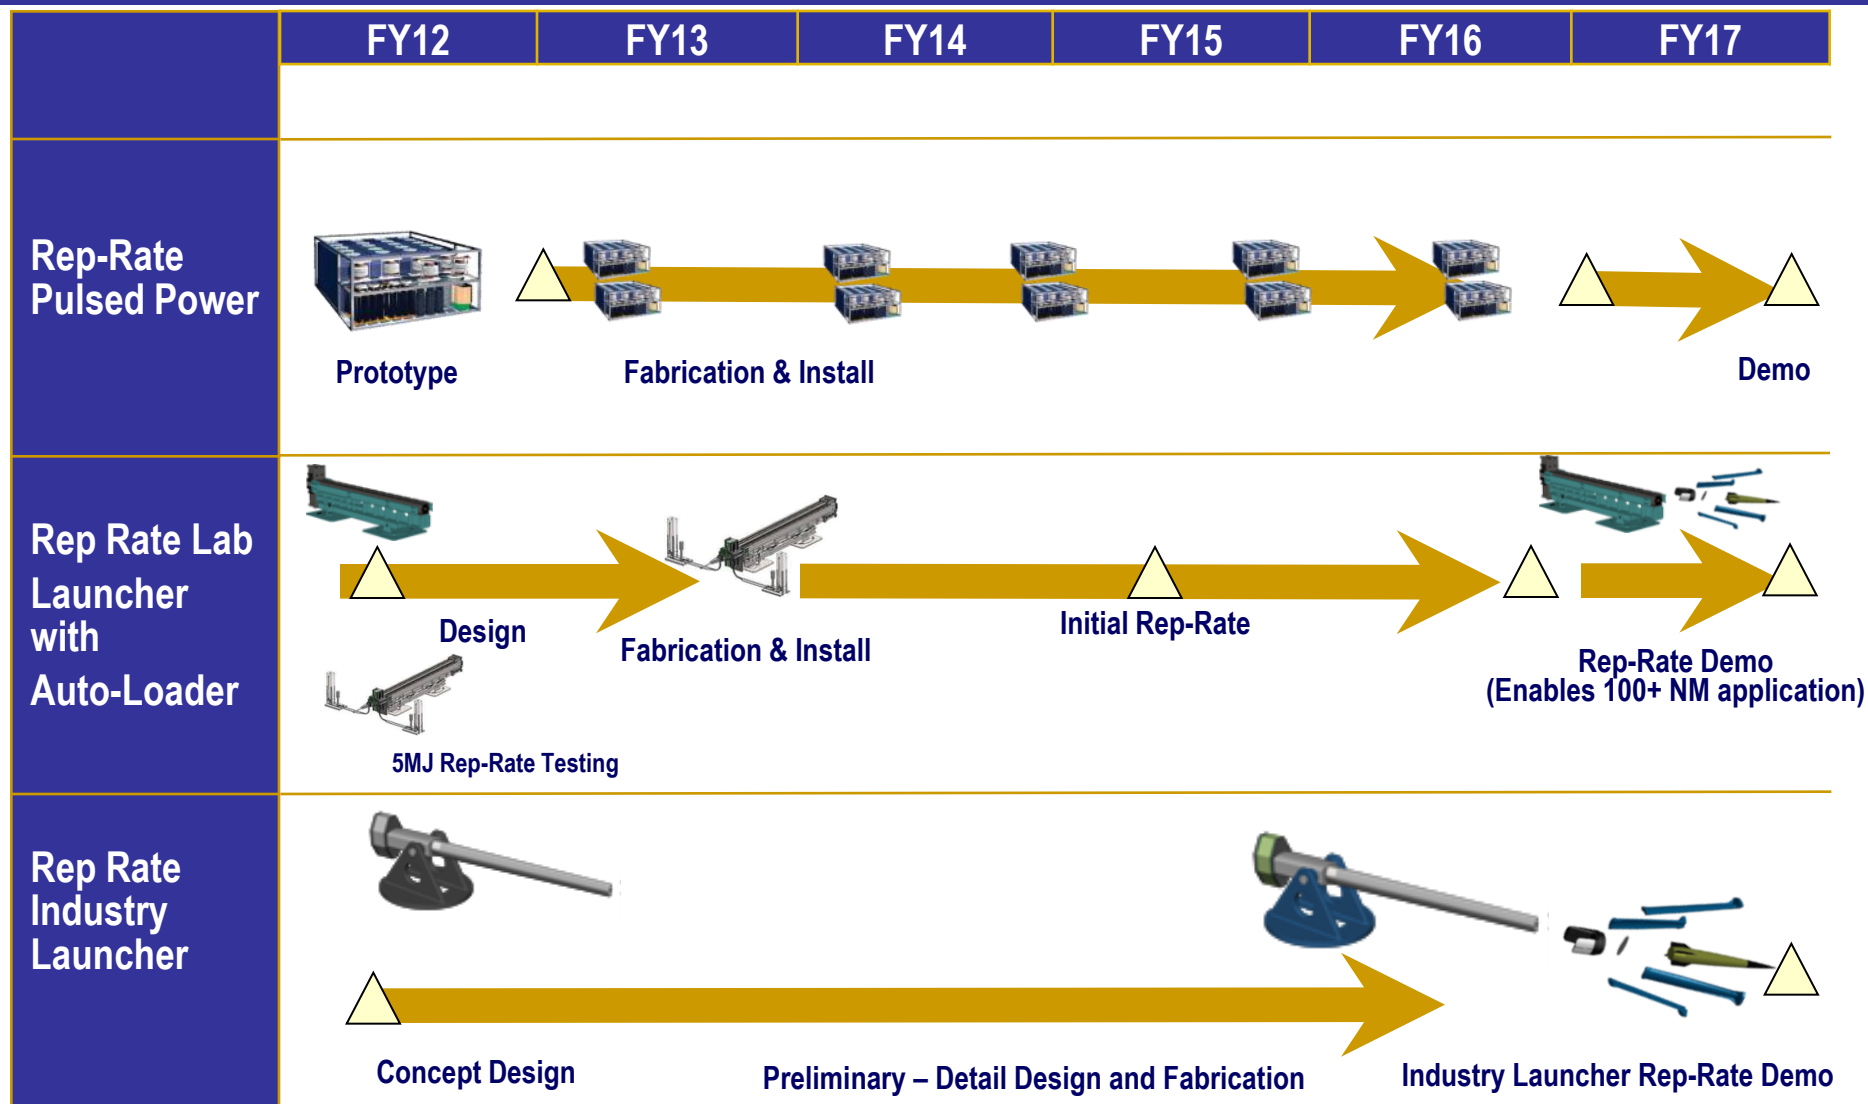 FY12 FY13 FY14 FY15 FY16 FY17
Rep-Rate
Pulsed Power
Prototype
Fabrication & Install
Demo
Rep Rate Lab
Launcher
with
Auto-Loader
Design
Fabrication & Install
Initial Rep-Rate
Rep-Rate Demo
(Enables 100+ NM application)
5MJ Rep-Rate Testing
Rep Rate
Industry
Launcher
Concept Design
Preliminary – Detail Design and Fabrication
Industry Launcher Rep-Rate Demo